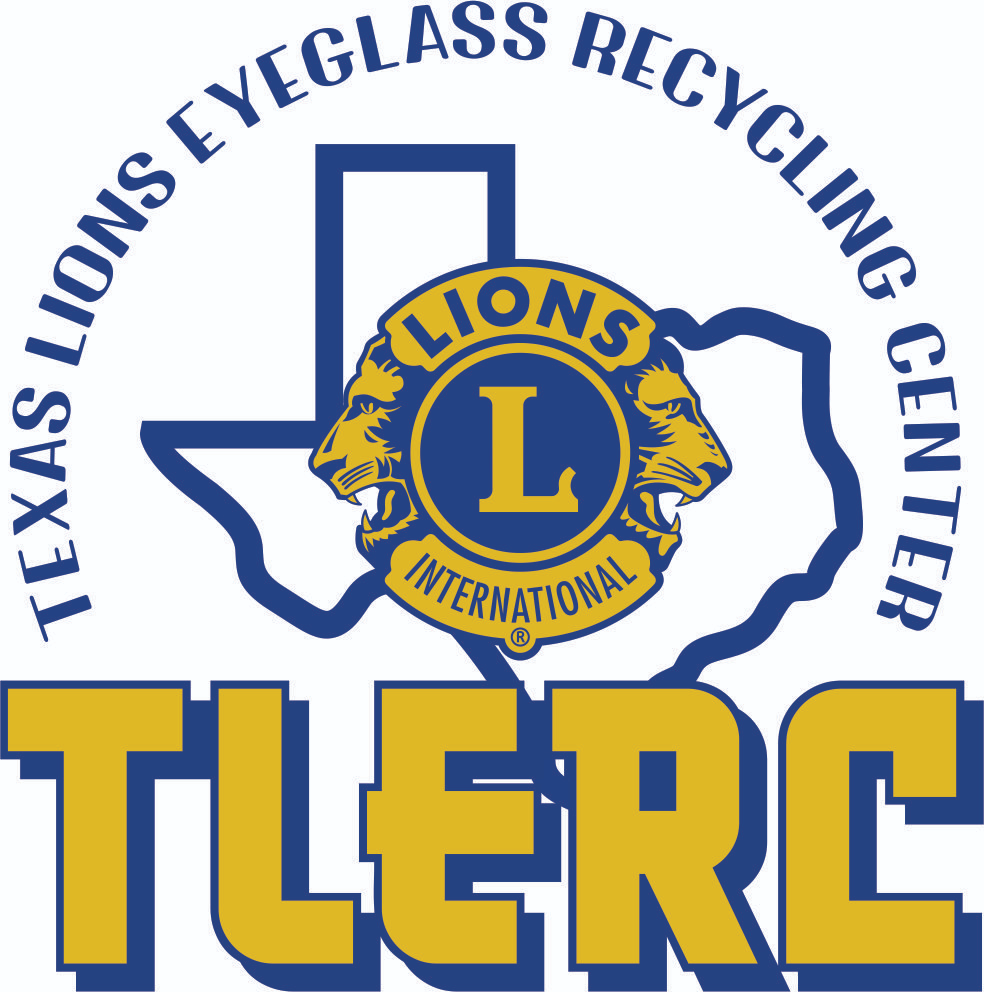 TEXAS LIONS EYEGLASS RECYCLING CENTER
LIONS
L
INTERNATIONAL
®
TLERC